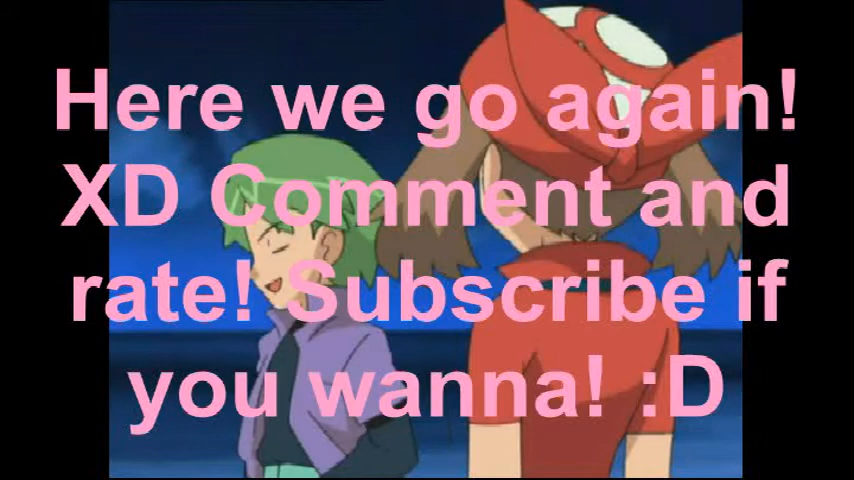 Here we go again!
XD Comment and
rate! Subscribe if
you wanna! :D